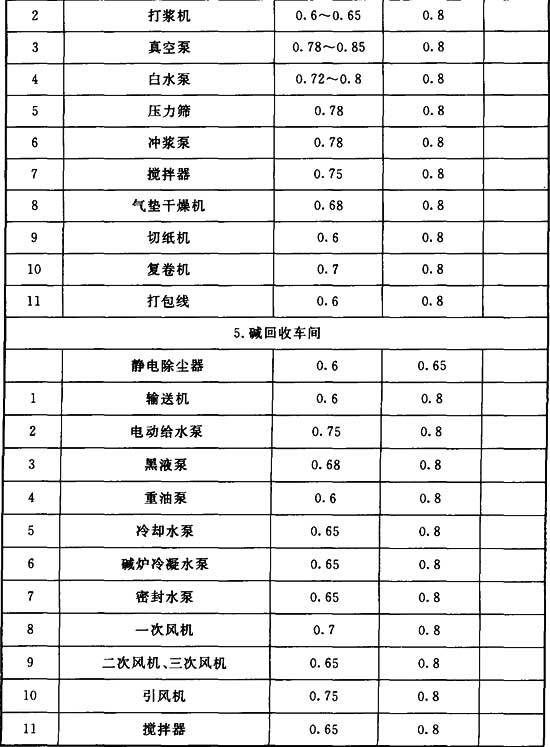 2 打浆机 0.6～0.65 0.8
3 真空泵 0.78～0.85 0.8
4 白水泵 0.72～0.8 0.8
5 压力筛 0.78 0.8
6 冲浆泵 0.78 0.8
7 搅拌器 0.75 0.8
8 气垫干燥机 0.68 0.8
9 切纸机 0.6 0.8
10 复卷机 0.7 0.8
11 打包线 0.6 0.8
5.碱回收车间
静电除尘器 0.6 0.65
1 输送机 0.6 0.8
2 电动给水泵 0.75 0.8
3 黑液泵 0.68 0.8
4 重油泵 0.6 0.8
5 冷却水泵 0.65 0.8
6 碱炉冷凝水泵 0.65 0.8
7 密封水泵 0.65 0.8
8 一次风机 0.7 0.8
9 二次风机、三次风机 0.65 0.8
10 引风机 0.75 0.8
11 搅拌器 0.65 0.8